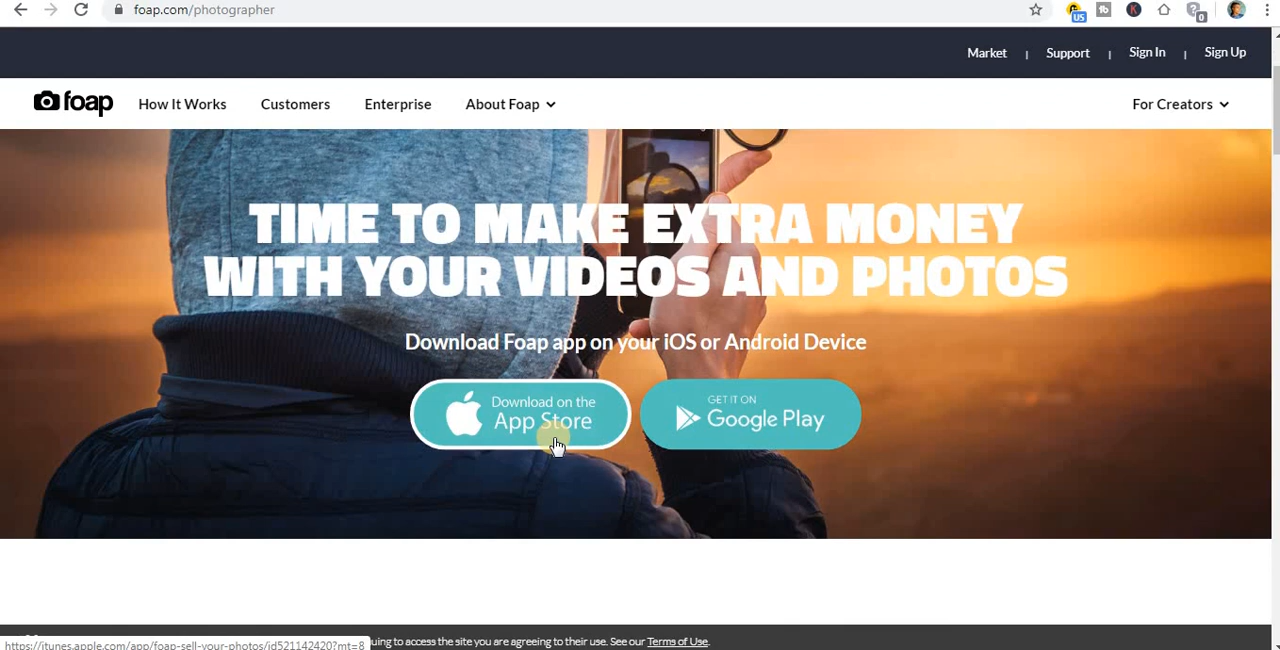 foap.com/photographer
US
fb
K
0
Market | Support | Sign In | Sign Up
foap How It Works Customers Enterprise About Foap For Creators
TIME TO MAKE EXTRA MONEY
WITH YOUR VIDEOS AND PHOTOS
Download Foap app on your iOS or Android Device
Download on the
App Store
GET IT ON
Google Play
https://itunes.apple.com/app/foap-sell-your-photos/id521142420?mt=8
uing to access the site you are agreeing to their use. See our Terms of Use.